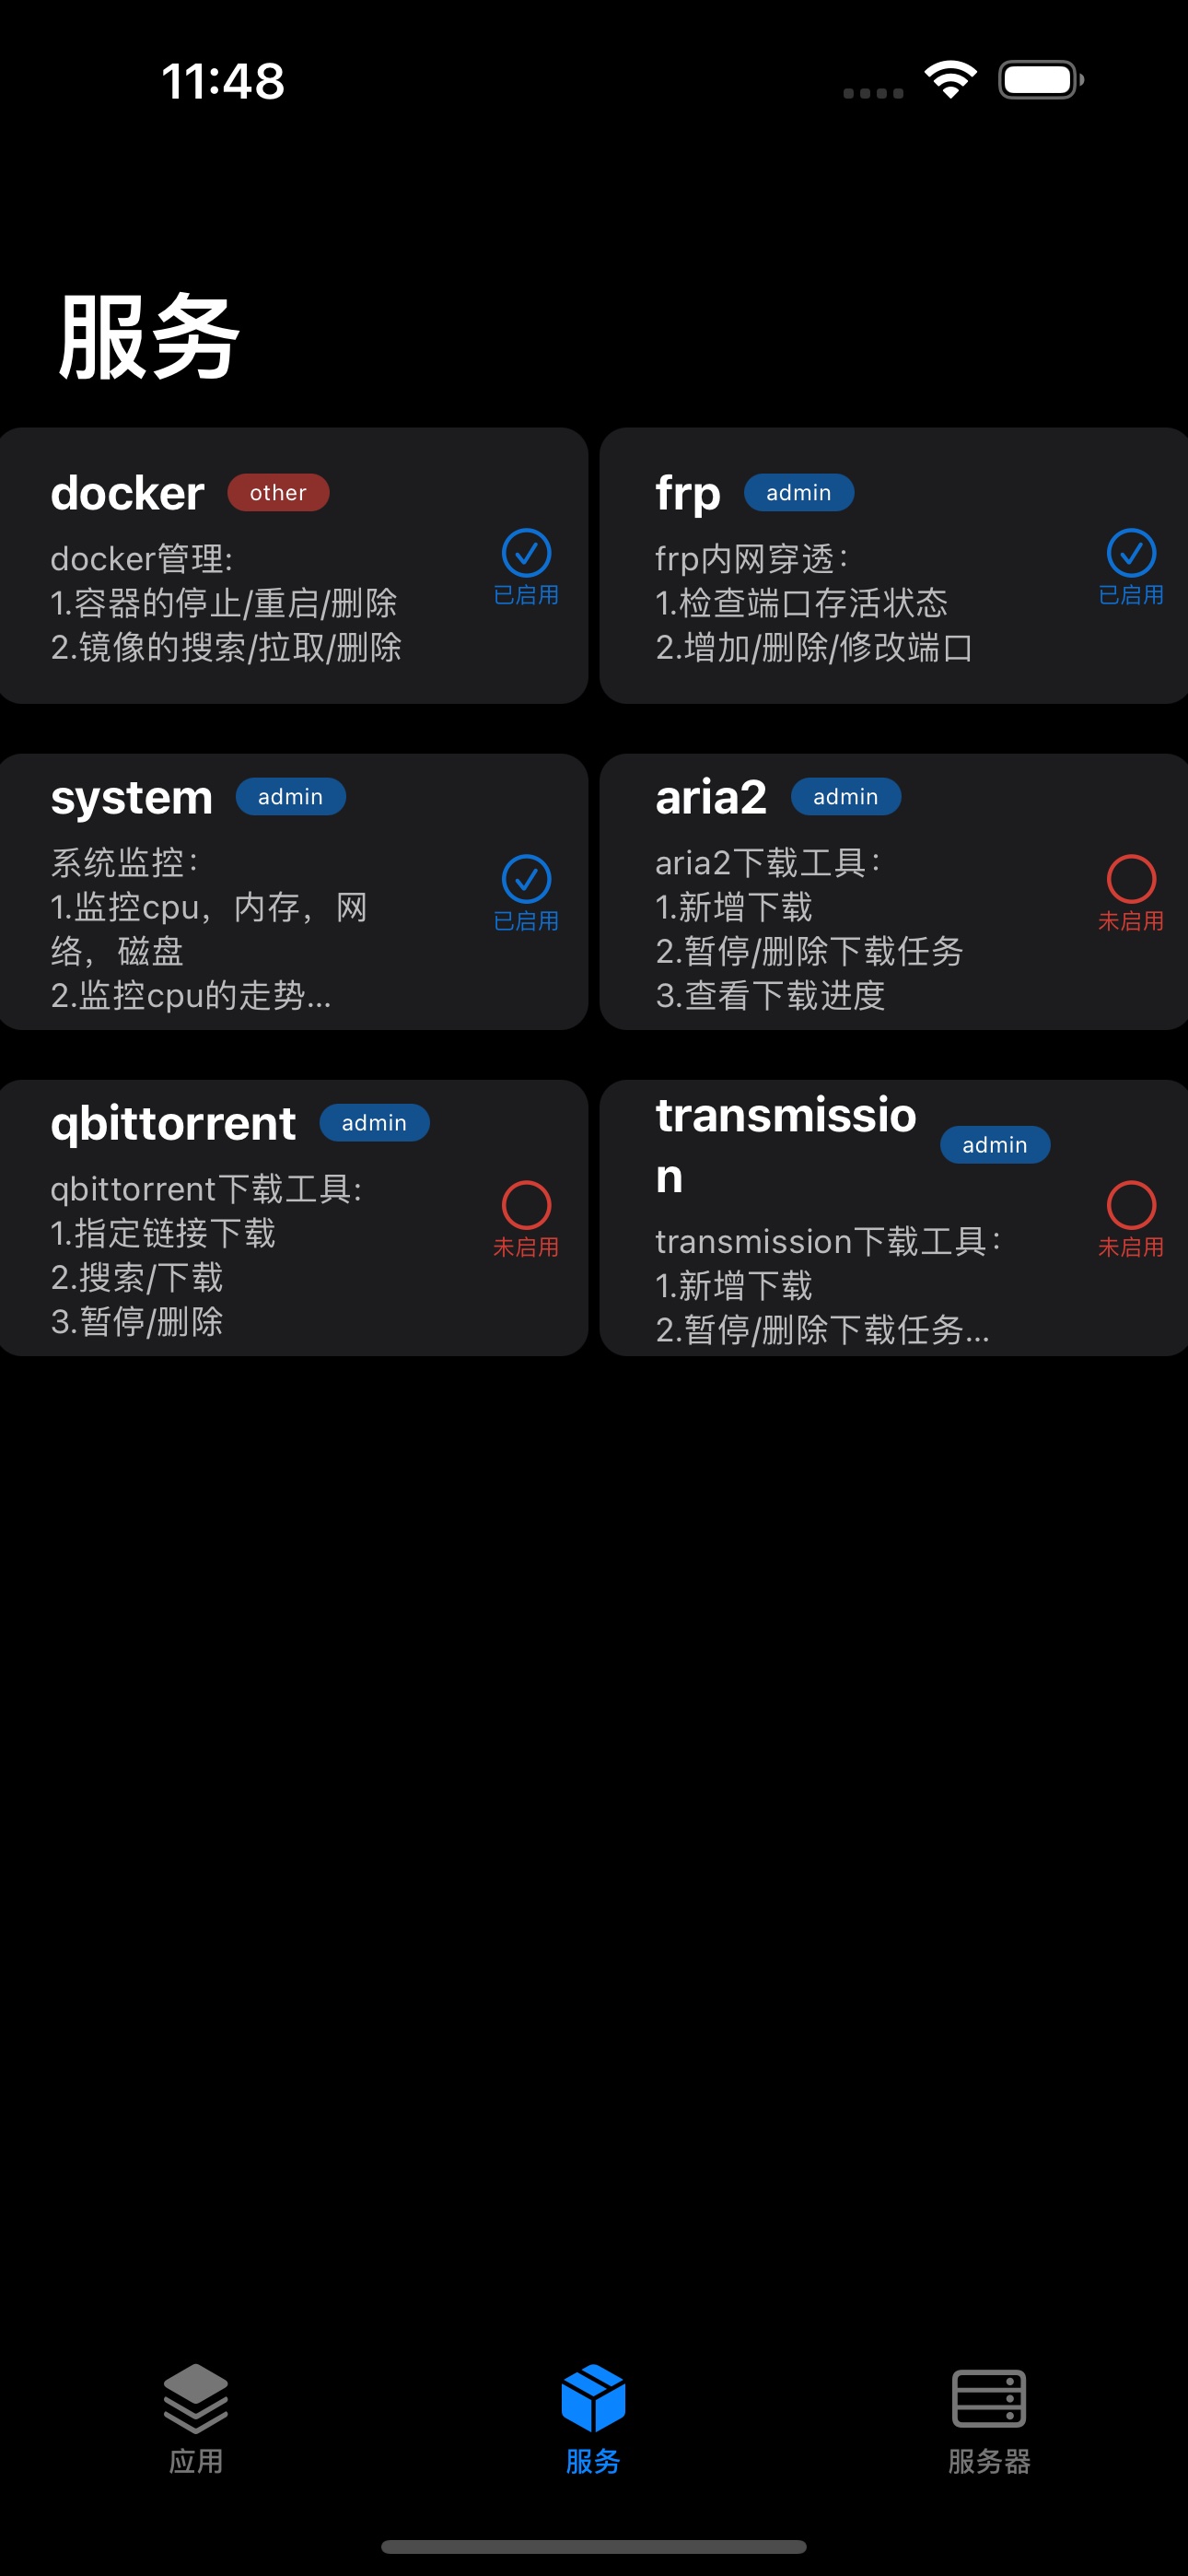 11:48
服务
docker other
docker管理:
1.容器的停止/重启/删除
2.镜像的搜索/拉取/删除
已启用
frp admin
frp内网穿透：
1.检查端口存活状态
2.增加/删除/修改端口
已启用
system admin
系统监控：
1.监控cpu，内存，网
络，磁盘
2.监控cpu的走势...
已启用
aria2 admin
aria2下载工具：
1.新增下载
2.暂停/删除下载任务
3.查看下载进度
未启用
qbittorrent admin
qbittorrent下载工具:
1.指定链接下载
2.搜索/下载
3.暂停/删除
未启用
transmissio
n
admin
transmission下载工具：
1.新增下载
2.暂停/删除下载任务...
未启用
应用
服务
服务器